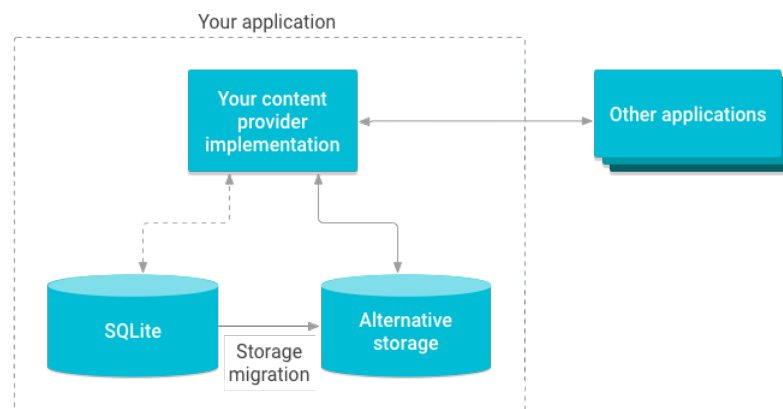 Your application
Your content
provider
implementation
Other applications
SQLite
Alternative
storage
Storage
migration